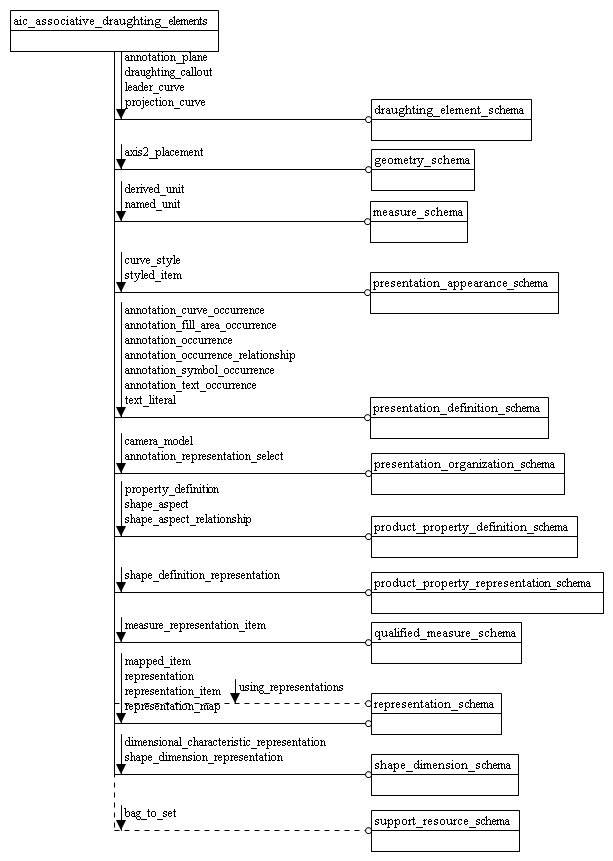 aic_associative_draughting_elements
annotation_plane
draughting_callout
leader_curve
projection_curve
draughting_element_schema
axis2_placement
geometry_schema
derived_unit
named_unit
measure_schema
curve_style
styled_item
presentation_appearance_schema
annotation_curve_occurrence
annotation_fill_area_occurrence
annotation_occurrence
annotation_occurrence_relationship
annotation_symbol_occurrence
annotation_text_occurrence
text_literal
presentation_definition_schema
camera_model
annotation_representation_select
presentation_organization_schema
property_definition
shape_aspect
shape_aspect_relationship
product_property_definition_schema
shape_definition_representation
product_property_representation_schema
measure_representation_item
qualified_measure_schema
mapped_item
representation
representation_item
using_representations
representation_map
representation_schema
dimensional_characteristic_representation
shape_dimension_representation
shape_dimension_schema
bag_to_set
support_resource_schema